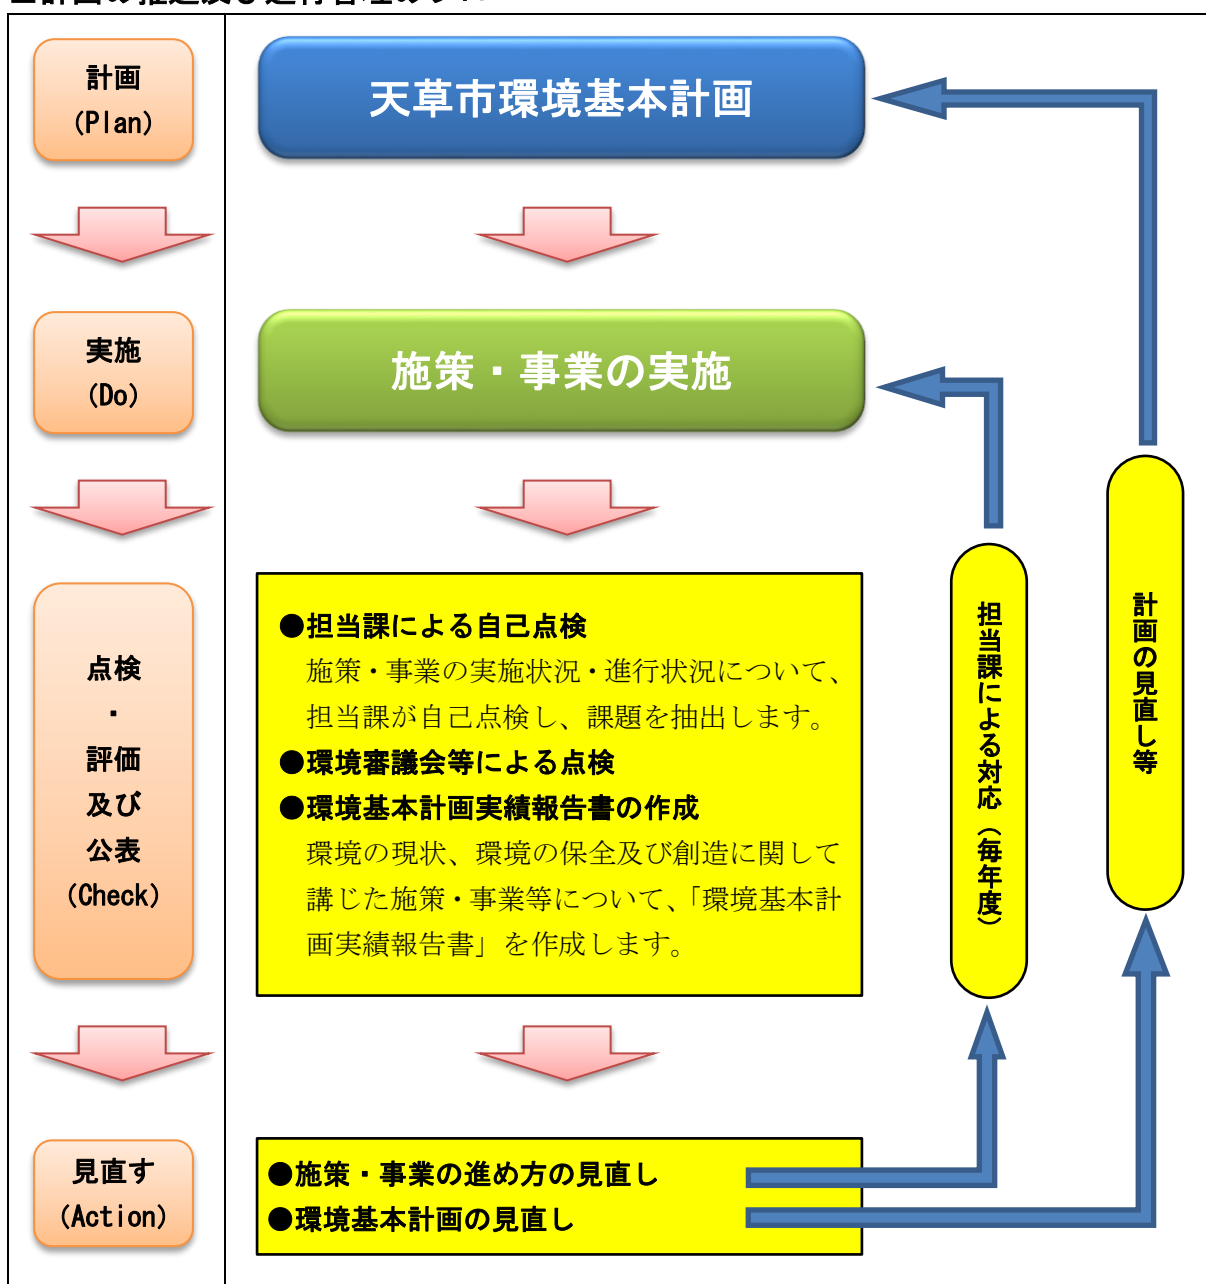 計画
(Plan)
天草市環境基本計画
実施
(Do)
施策・事業の実施
点検
・
評価
及び
公表
(Check)
●担当課による自己点検
施策・事業の実施状況・進行状況について、
担当課が自己点検し、課題を抽出します。
●環境審議会等による点検
●環境基本計画実績報告書の作成
環境の現状、環境の保全及び創造に関して
講じた施策・事業等について、「環境基本計
画実績報告書」を作成します。
担当課による対応（毎年度）
計画の見直し等
見直す
(Action)
●施策・事業の進め方の見直し
●環境基本計画の見直し